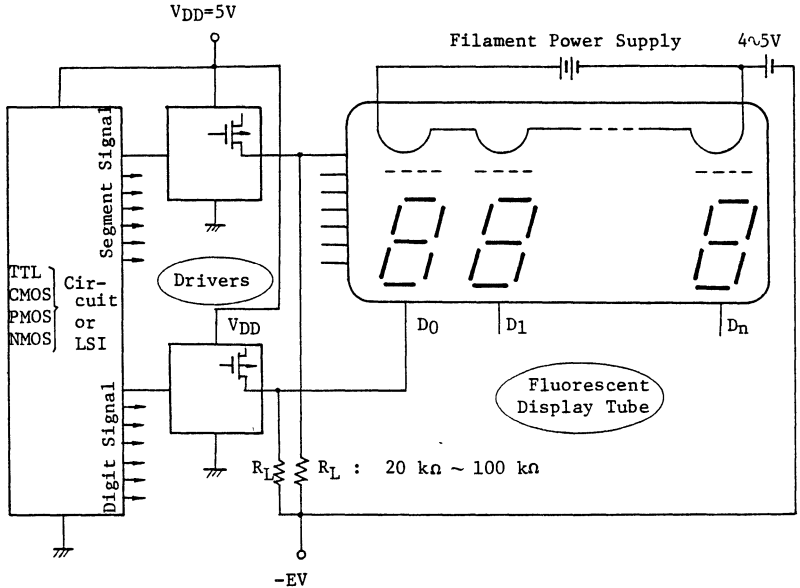 VDD=5V
Filament Power Supply
4~5V
Segment Signal
TTL
CMOS
PMOS
NMOS
Cir-
cuit
or
LSI
Drivers
VDD
D0
D1
Dn
Fluorescent
Display Tube
Digit Signal
RL
RL : 20 kΩ ~ 100 kΩ
-EV